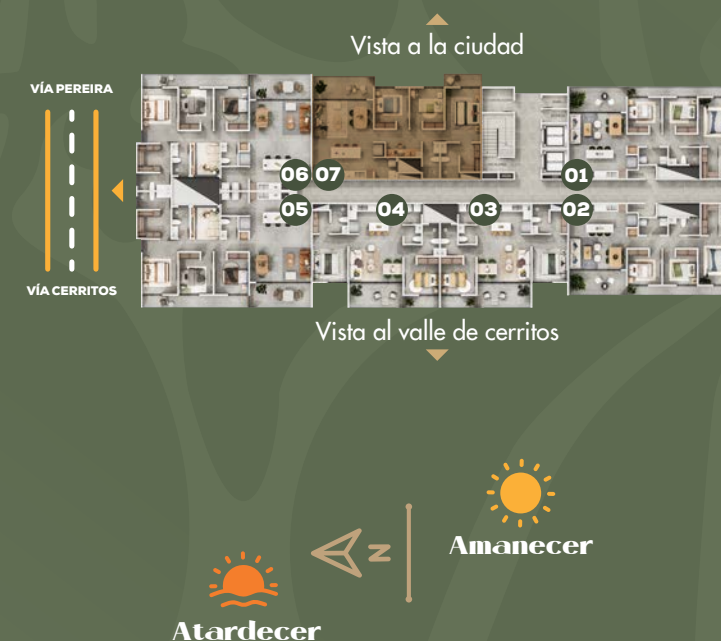 Vista a la ciudad
VÍA PEREIRA
06 07
01
05
04
03
02
VÍA CERRITOS
Vista al valle de cerritos
N
Amanecer
Atardecer